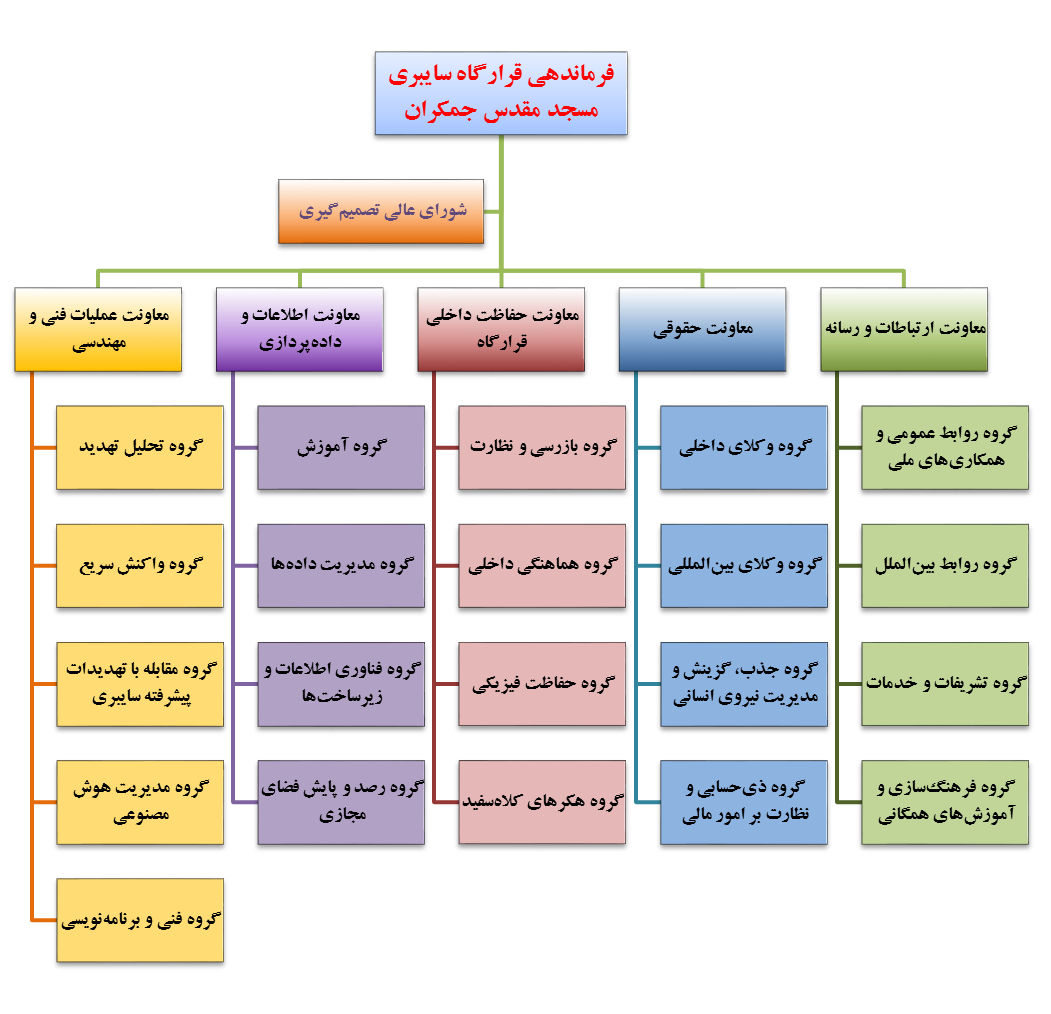 فرماندهی قرارگاه سایبری
مسجد مقدس جمکران
شورای عالی تصمیم‌گیری
معاونت ارتباطات و رسانه
گروه روابط عمومی و
همکاری‌های ملی
گروه روابط بین‌الملل
گروه تشریفات و خدمات
گروه فرهنگ‌سازی و
آموزش‌های همگانی
معاونت حقوقی
گروه وکلای داخلی
گروه وکلای بین‌المللی
گروه جذب، گزینش و
مدیریت نیروی انسانی
گروه ذی‌حسابی و
نظارت بر امور مالی
معاونت حفاظت داخلی
قرارگاه
گروه بازرسی و نظارت
گروه هماهنگی داخلی
گروه حفاظت فیزیکی
گروه هکرهای کلاه‌سفید
معاونت اطلاعات و
داده‌پردازی
گروه آموزش
گروه مدیریت داده‌ها
گروه فناوری اطلاعات و
زیرساخت‌ها
گروه رصد و پایش فضای
مجازی
معاونت عملیات فنی و
مهندسی
گروه تحلیل تهدید
گروه واکنش سریع
گروه مقابله با تهدیدات
پیشرفته سایبری
گروه مدیریت هوش
مصنوعی
گروه فنی و برنامه‌نویسی